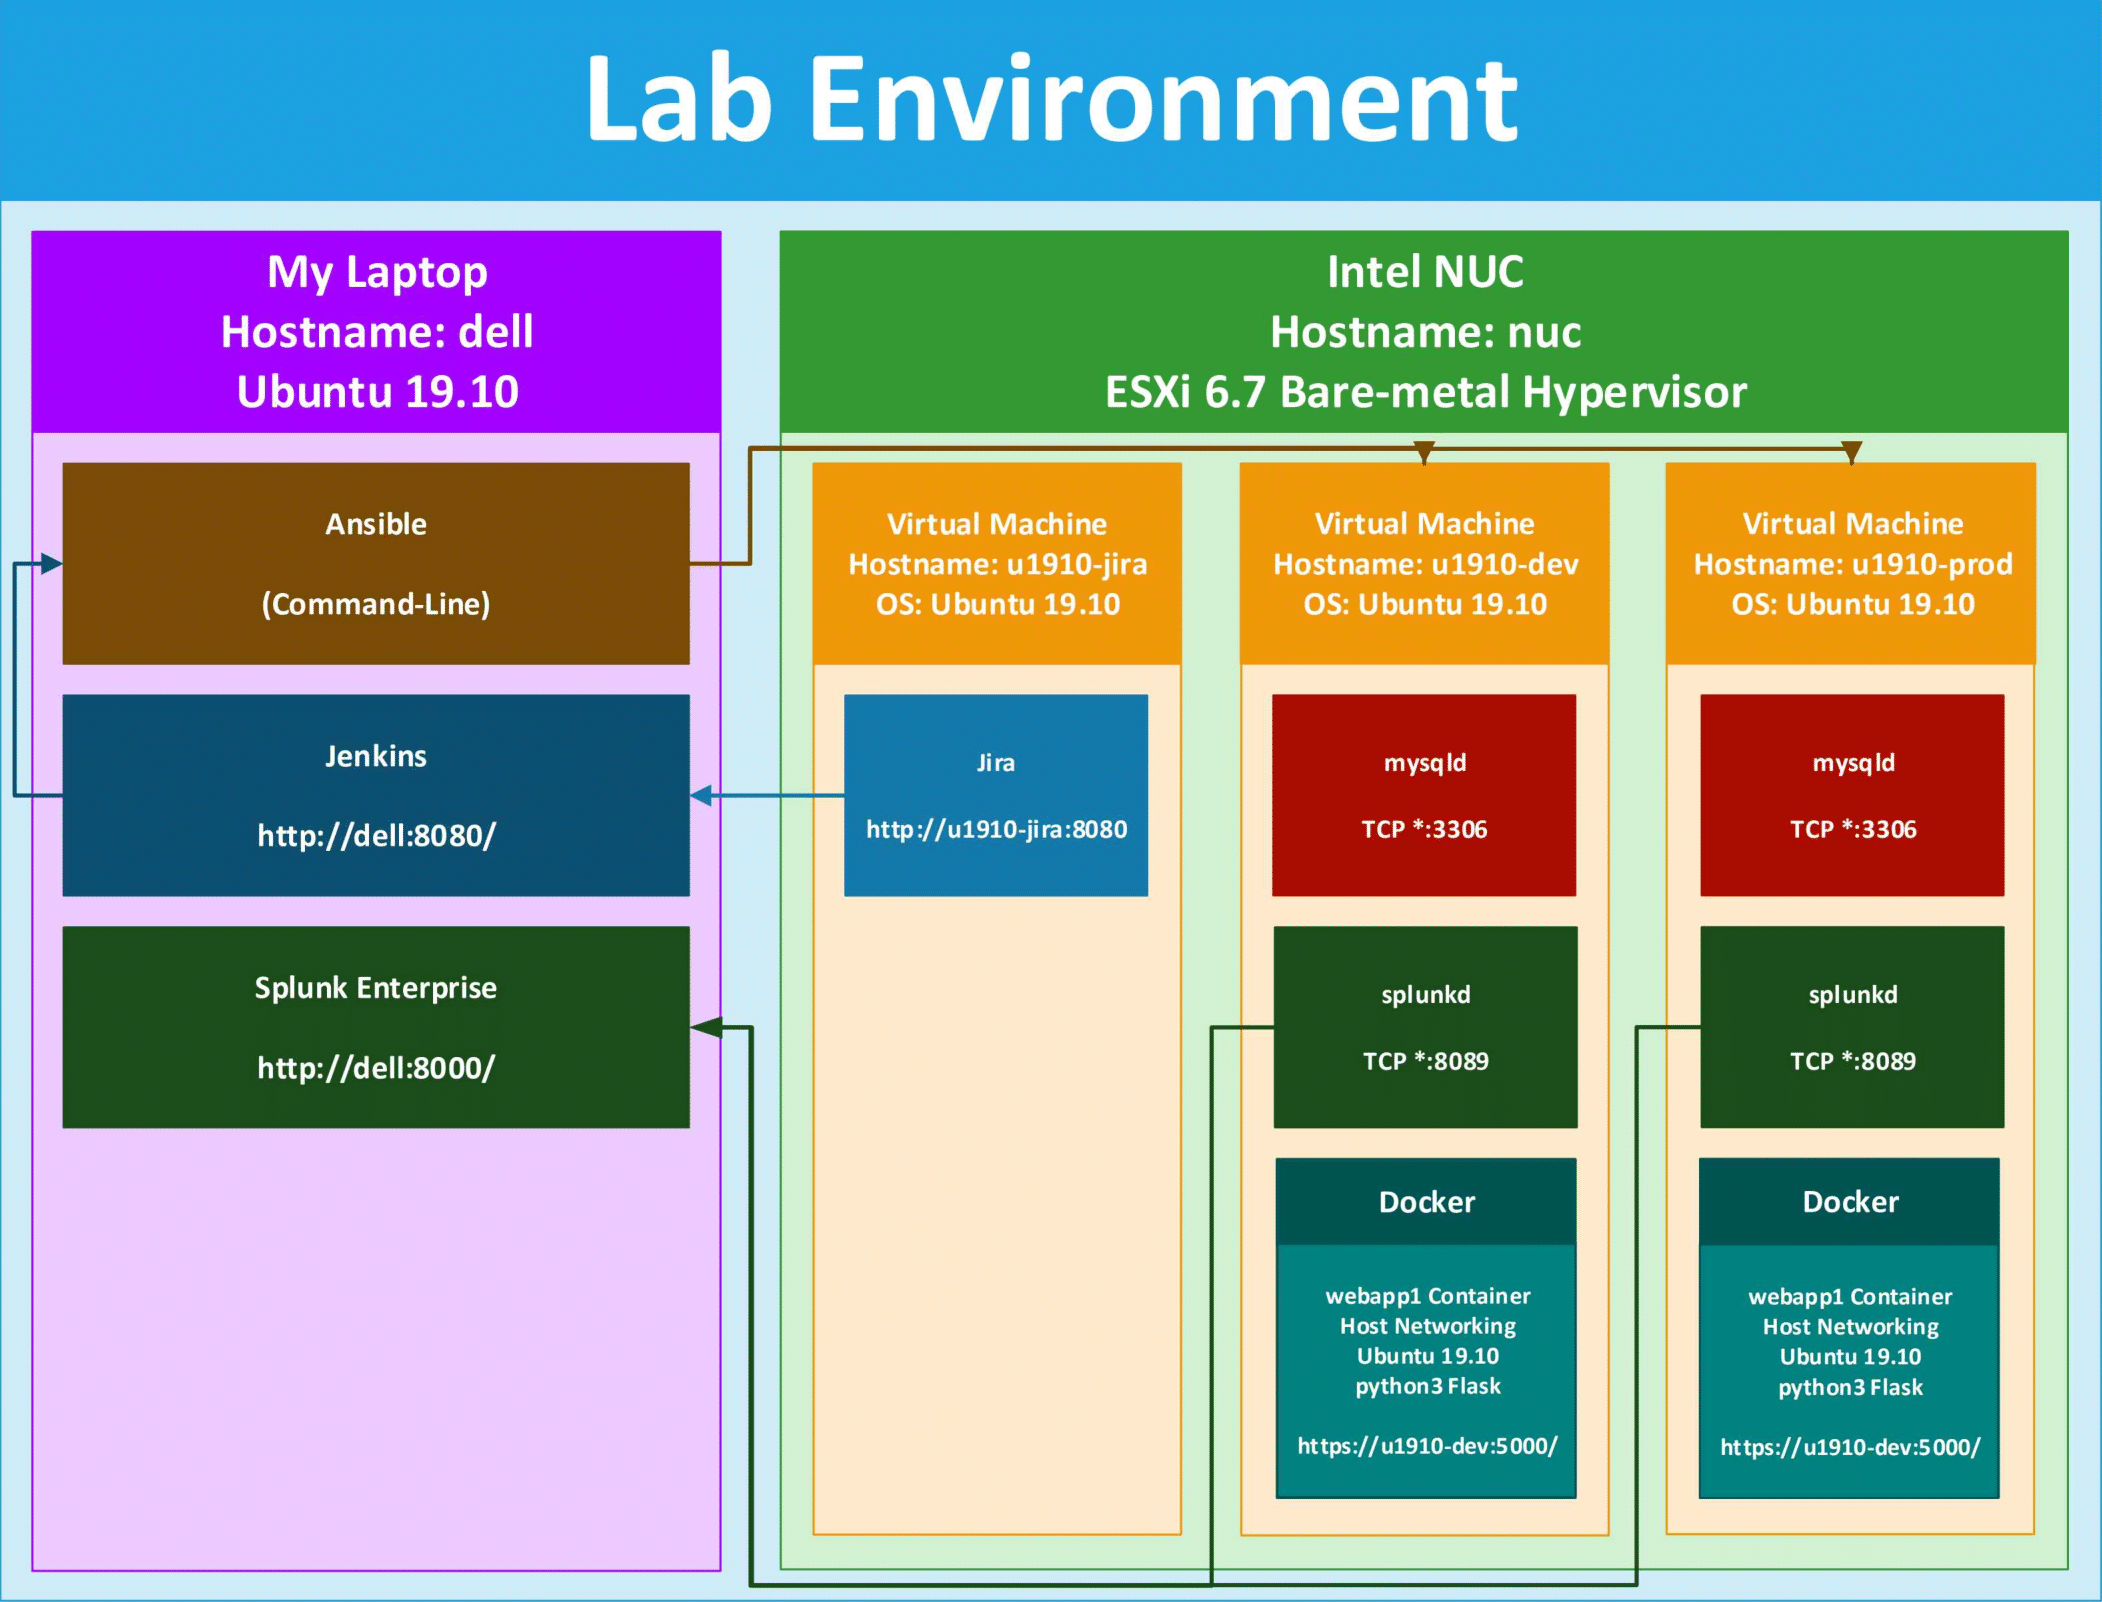 Lab Environment
My Laptop
Hostname: dell
Ubuntu 19.10
Ansible
(Command-Line)
Jenkins
http://dell:8080/
Splunk Enterprise
http://dell:8000/
Intel NUC
Hostname: nuc
ESXi 6.7 Bare-metal Hypervisor
Virtual Machine
Hostname: u1910-jira
OS: Ubuntu 19.10
Jira
http://u1910-jira:8080
Virtual Machine
Hostname: u1910-dev
OS: Ubuntu 19.10
mysqld
TCP *:3306
splunkd
TCP *:8089
Docker
webapp1 Container
Host Networking
Ubuntu 19.10
python3 Flask
https://u1910-dev:5000/
Virtual Machine
Hostname: u1910-prod
OS: Ubuntu 19.10
mysqld
TCP *:3306
splunkd
TCP *:8089
Docker
webapp1 Container
Host Networking
Ubuntu 19.10
python3 Flask
https://u1910-dev:5000/